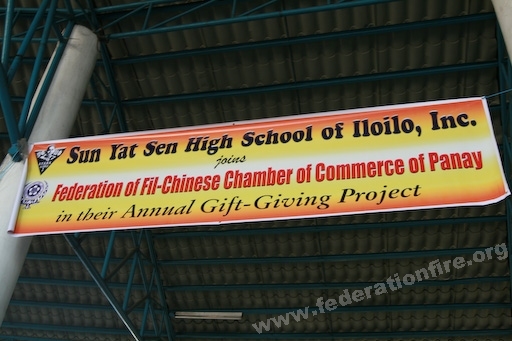 Sun Yat Sen High School of Iloilo, Inc.
joins
Federation of Fil-Chinese Chamber of Commerce of Panay
in their Annual Gift-Giving Project
www.federationfire.org